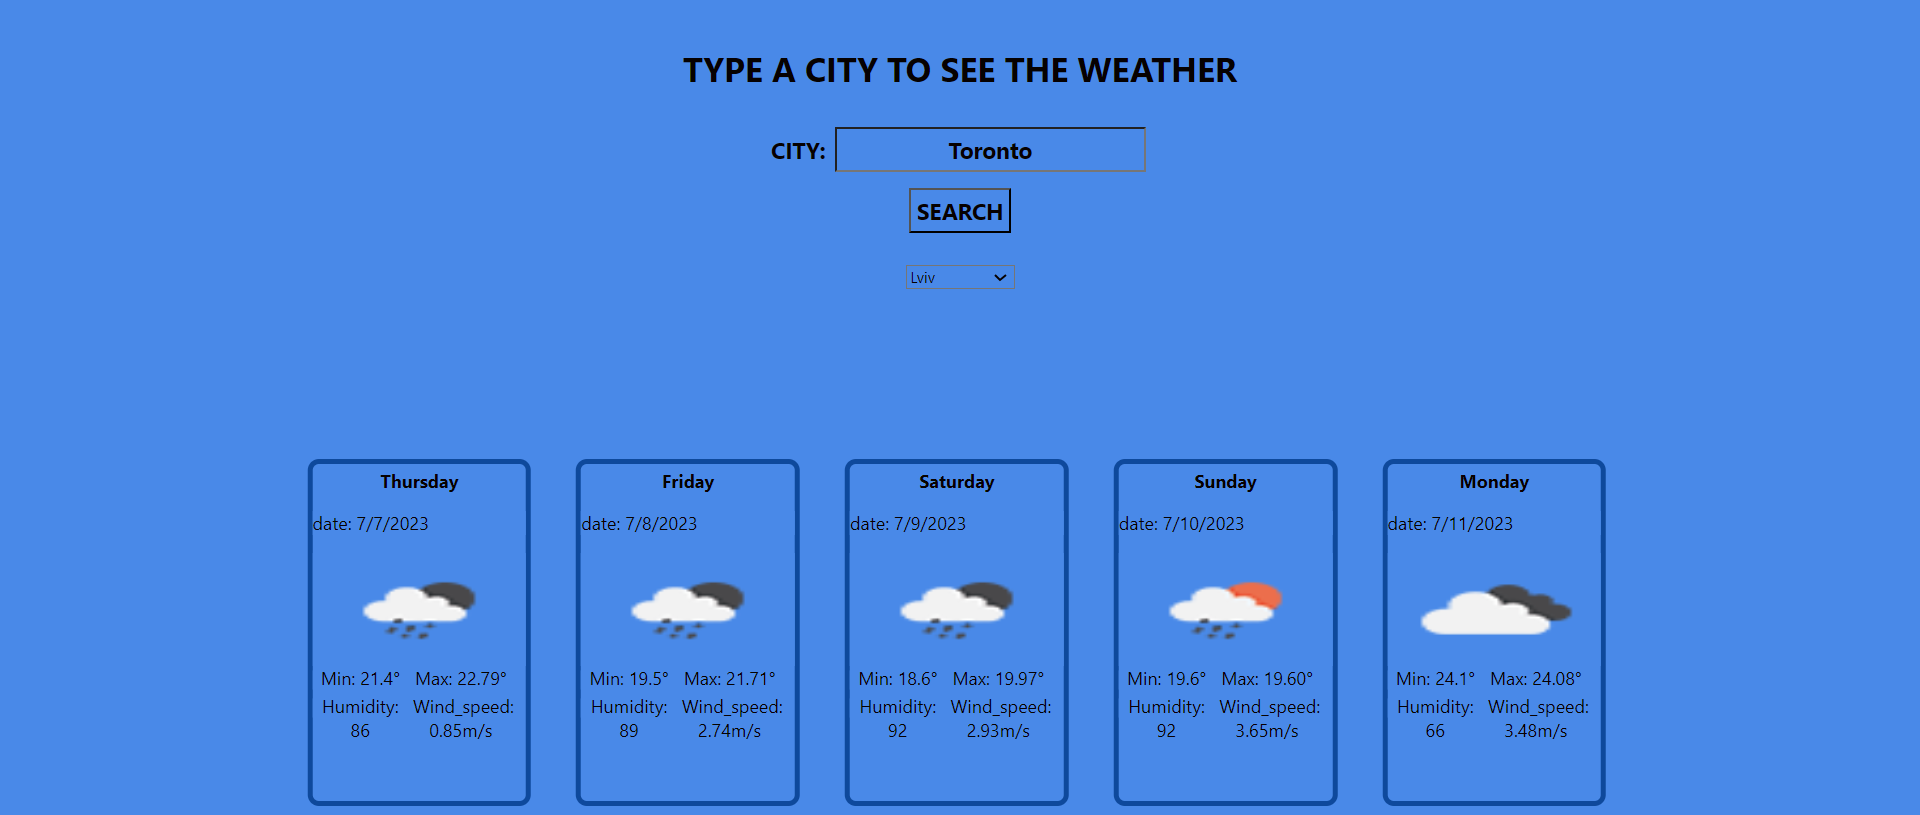 TYPE A CITY TO SEE THE WEATHER
CITY: Toronto
SEARCH
Lviv
Thursday
date: 7/7/2023
Min: 21.4° Max: 22.79°
Humidity: Wind_speed:
86 0.85m/s
Friday
date: 7/8/2023
Min: 19.5° Max: 21.71°
Humidity: Wind_speed:
89 2.74m/s
Saturday
date: 7/9/2023
Min: 18.6° Max: 19.97°
Humidity: Wind_speed:
92 2.93m/s
Sunday
date: 7/10/2023
Min: 19.6° Max: 19.60°
Humidity: Wind_speed:
92 3.65m/s
Monday
date: 7/11/2023
Min: 24.1° Max: 24.08°
Humidity: Wind_speed:
66 3.48m/s